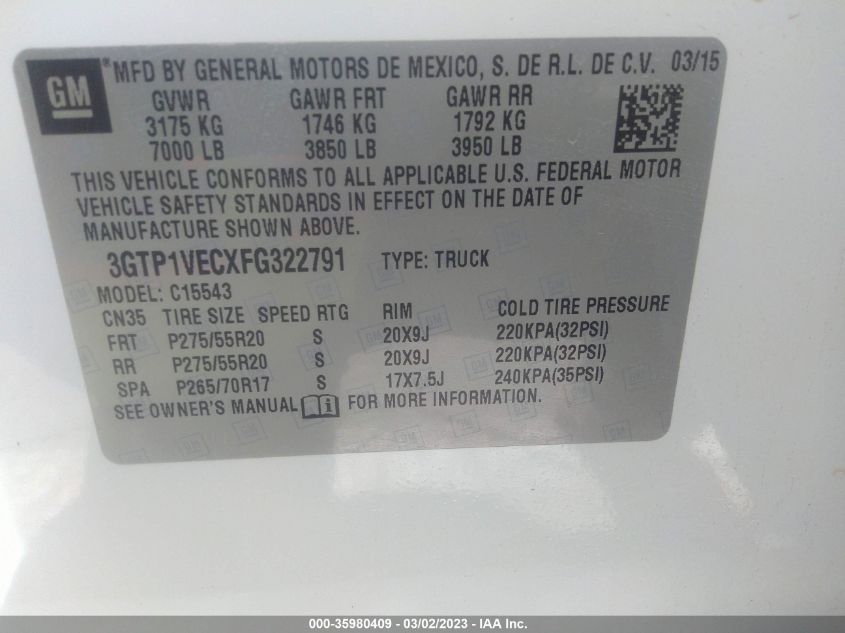 GM
®MFD BY GENERAL MOTORS DE MEXICO, S. DE R.L. DE C.V. 03/15
GVWR GAWR FRT GAWR RR
3175 KG 1746 KG 1792 KG
7000 LB 3850 LB 3950 LB
THIS VEHICLE CONFORMS TO ALL APPLICABLE U.S. FEDERAL MOTOR
VEHICLE SAFETY STANDARDS IN EFFECT ON THE DATE OF
MANUFACTURE SHOWN ABOVE.
3GTP1VECXFG322791 TYPE: TRUCK
MODEL: C15543
CN35 TIRE SIZE SPEED RTG RIM COLD TIRE PRESSURE
FRT P275/55R20 S 20X9J 220KPA(32PSI)
RR P275/55R20 S 20X9J 220KPA(32PSI)
SPA P265/70R17 S 17X7.5J 240KPA(35PSI)
SEE OWNER'S MANUAL FOR MORE INFORMATION.
000-35980409 - 03/02/2023 - IAA Inc.